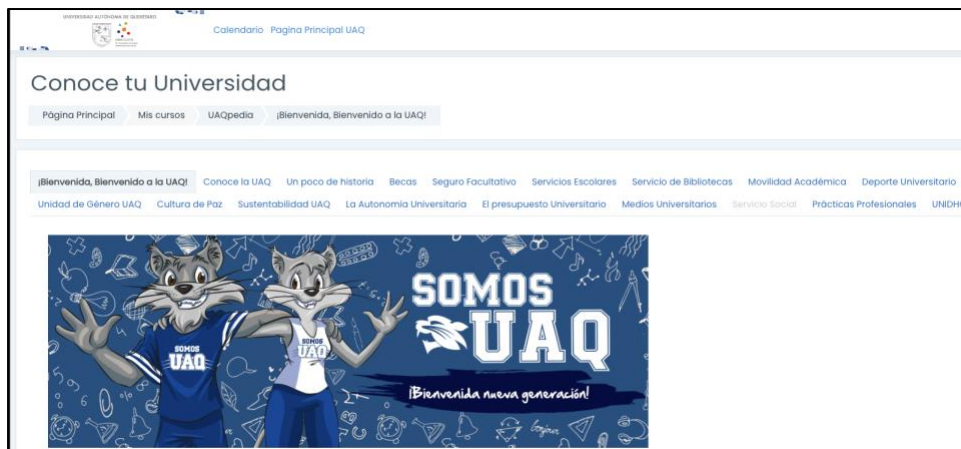 UNIVERSIDAD AUTÓNOMA DE QUERÉTARO
Calendario Pagina Principal UAQ
Conoce tu Universidad
Página Principal Mis cursos UAQpedia ¡Bienvenida, Bienvenido a la UAQ!
¡Bienvenida, Bienvenido a la UAQ! Conoce la UAQ Un poco de historia Becas Seguro Facultativo Servicios Escolares Servicio de Bibliotecas Movilidad Académica Deporte Universitario
Unidad de Género UAQ Cultura de Paz Sustentabilidad UAQ La Autonomía Universitaria El presupuesto Universitario Medios Universitarios Servicio Social Prácticas Profesionales UNIDH
SOMOS
UAQ
¡Bienvenida nueva generación!
SOMOS
UAQ
SOMOS
UAQ